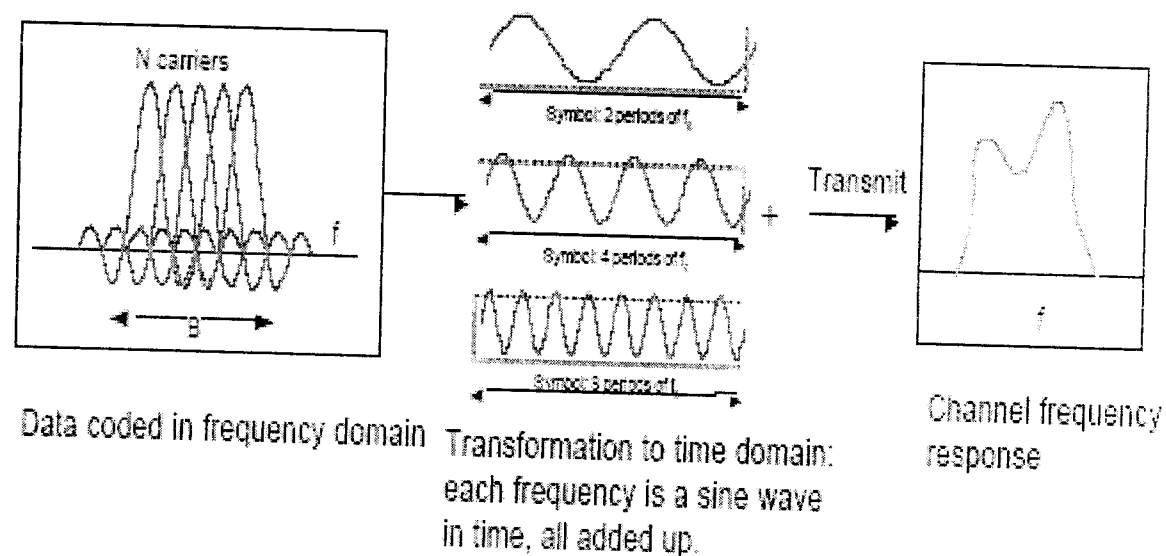 N carriers
f
B
Data coded in frequency domain
Symbol: 2 periods of f
Symbol: 4 periods of f
Symbol: periods of f
Transformation to time domain:
each frequency is a sine wave
in time, all added up.
+
Transmit
f
Channel frequency
response